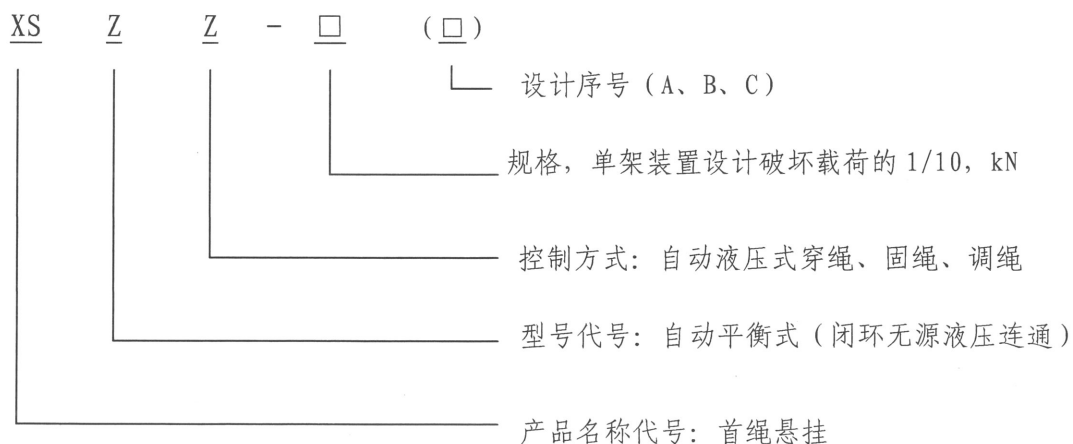 XS Z Z - □ (□)
设计序号(A、B、C)
规格, 单架装置设计破坏载荷的 1/10, kN
控制方式: 自动液压式穿绳、固绳、调绳
型号代号: 自动平衡式(闭环无源液压连通)
产品名称代号: 首绳悬挂